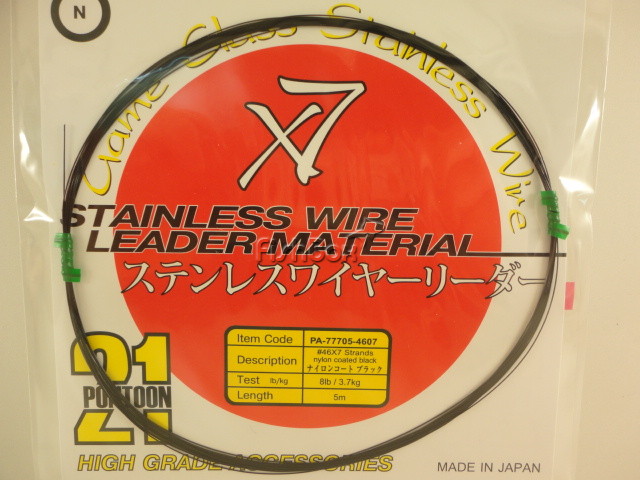 N
Game Class Stainless Wire
x7
STAINLESS WIRE
LEADER MATERIAL
ステンレスワイヤーリーダー
Item Code PA-77705-4607
Description #46X7 Strands
nylon coated black
ナイロンコート ブラック
Test lb/kg 8lb / 3.7kg
Length 5m
21
PONTOON
HIGH GRADE ACCESSORIES
MADE IN JAPAN